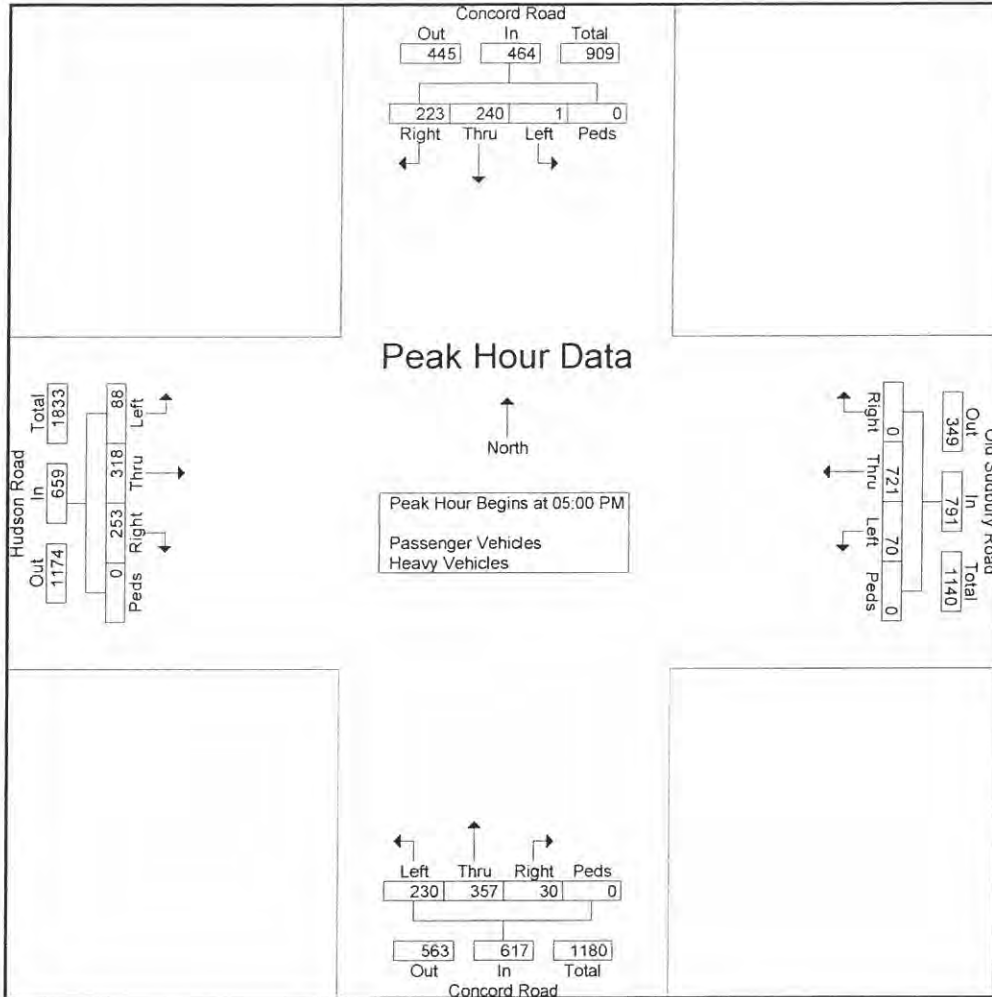 Concord Road
Out In Total
445 464 909
223 240 1 0
Right Thru Left Peds
Peak Hour Data
North
Peak Hour Begins at 05:00 PM
Passenger Vehicles
Heavy Vehicles
Hudson Road
Total In Out
1833 659 1174
88 318 253 0
Left Thru Right Peds
Right Thru Left Peds
0 721 70 0
Out In Total
349 791 1140
Old Sudbury Road
Left Thru Right Peds
230 357 30 0
563 617 1180
Out In Total
Concord Road